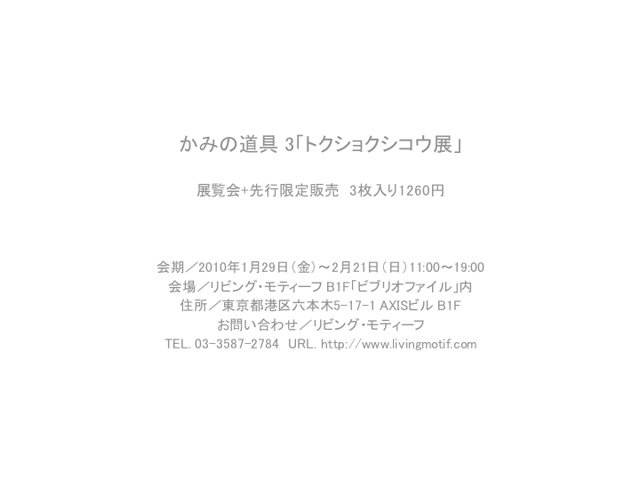 かみの道具 3「トクショクシコウ展」
展覧会+先行限定販売　3枚入り1260円
会期／2010年1月29日（金）～2月21日（日）11:00～19:00
会場／リビング・モティーフ B1F「ビブリオファイル」内
住所／東京都港区六本木5-17-1 AXISビル B1F
お問い合わせ／リビング・モティーフ
TEL. 03-3587-2784　URL. http://www.livingmotif.com